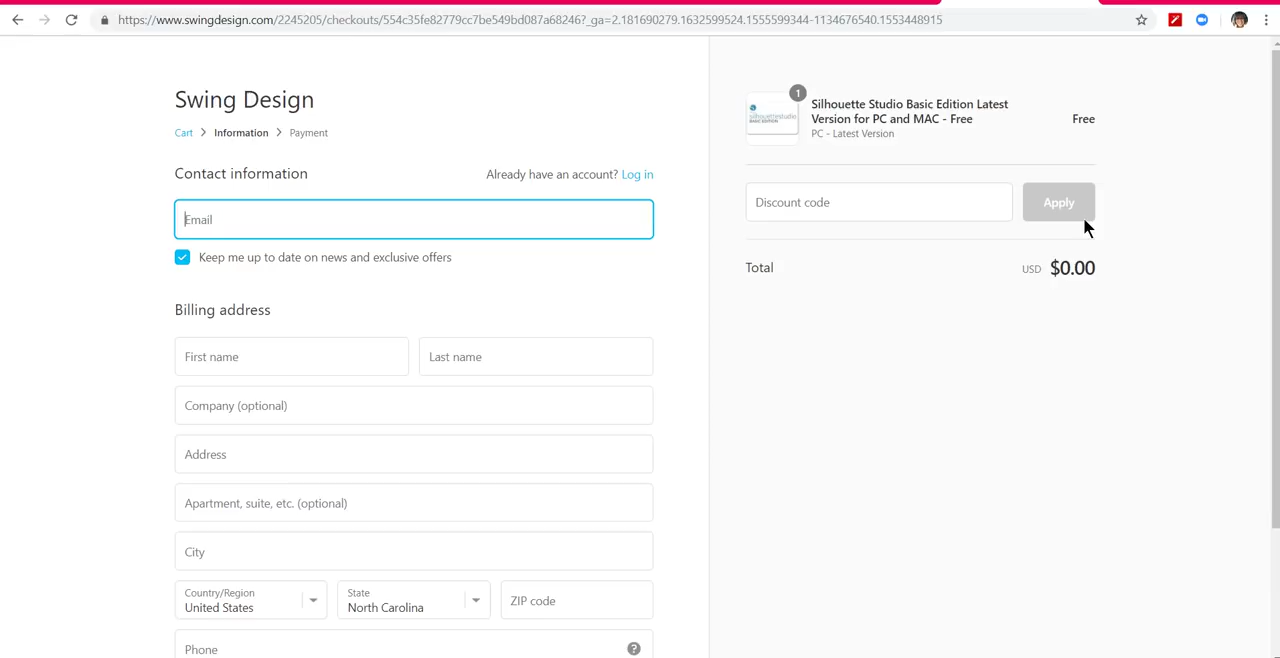 https://www.swingdesign.com/2245205/checkouts/554c35fe82779cc7be549bd087a68246?_ga=2.181690279.1632599524.1555599344-1134676540.1553448915
Swing Design
Cart > Information > Payment
Contact information
Already have an account? Log in
Email
Keep me up to date on news and exclusive offers
Billing address
First name
Last name
Company (optional)
Address
Apartment, suite, etc. (optional)
City
Country/Region
United States
State
North Carolina
ZIP code
Phone
?
1
silhouettestudio
BASIC EDITION
Silhouette Studio Basic Edition Latest
Version for PC and MAC - Free
PC - Latest Version
Free
Discount code
Apply
Total
USD $0.00